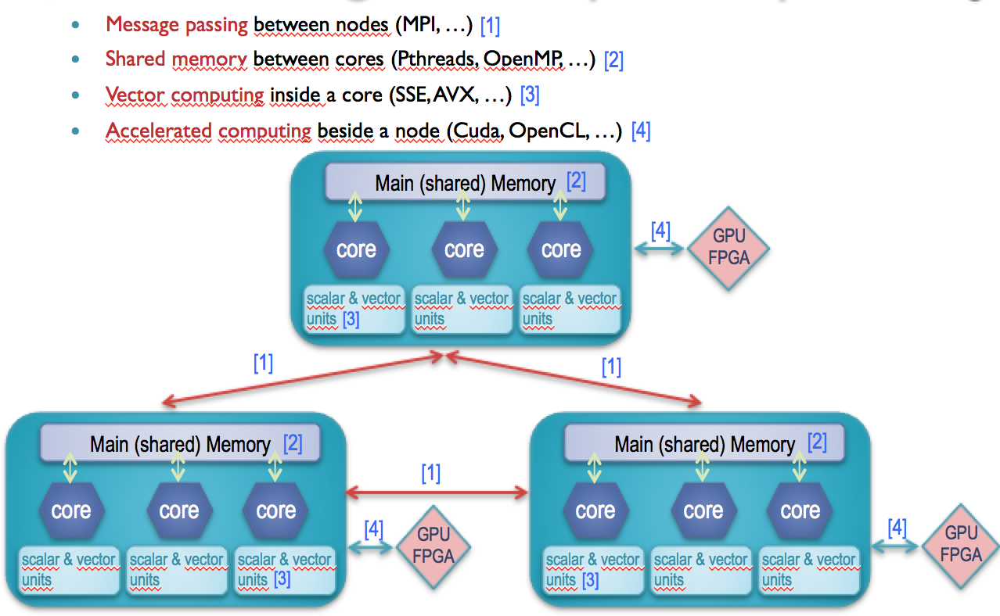 • Message passing between nodes (MPI, …) [1]
• Shared memory between cores (Pthreads, OpenMP, …) [2]
• Vector computing inside a core (SSE, AVX, …) [3]
• Accelerated computing beside a node (Cuda, OpenCL, …) [4]
Main (shared) Memory [2]
core core core
scalar & vector
units [3]
scalar & vector
units
scalar & vector
units
[4]
GPU
FPGA
[1]
[1]
Main (shared) Memory [2]
core core core
scalar & vector
units
scalar & vector
units
scalar & vector
units [3]
[1]
[4]
GPU
FPGA
Main (shared) Memory [2]
core core core
scalar & vector
units [3]
scalar & vector
units
scalar & vector
units
[4]
GPU
FPGA